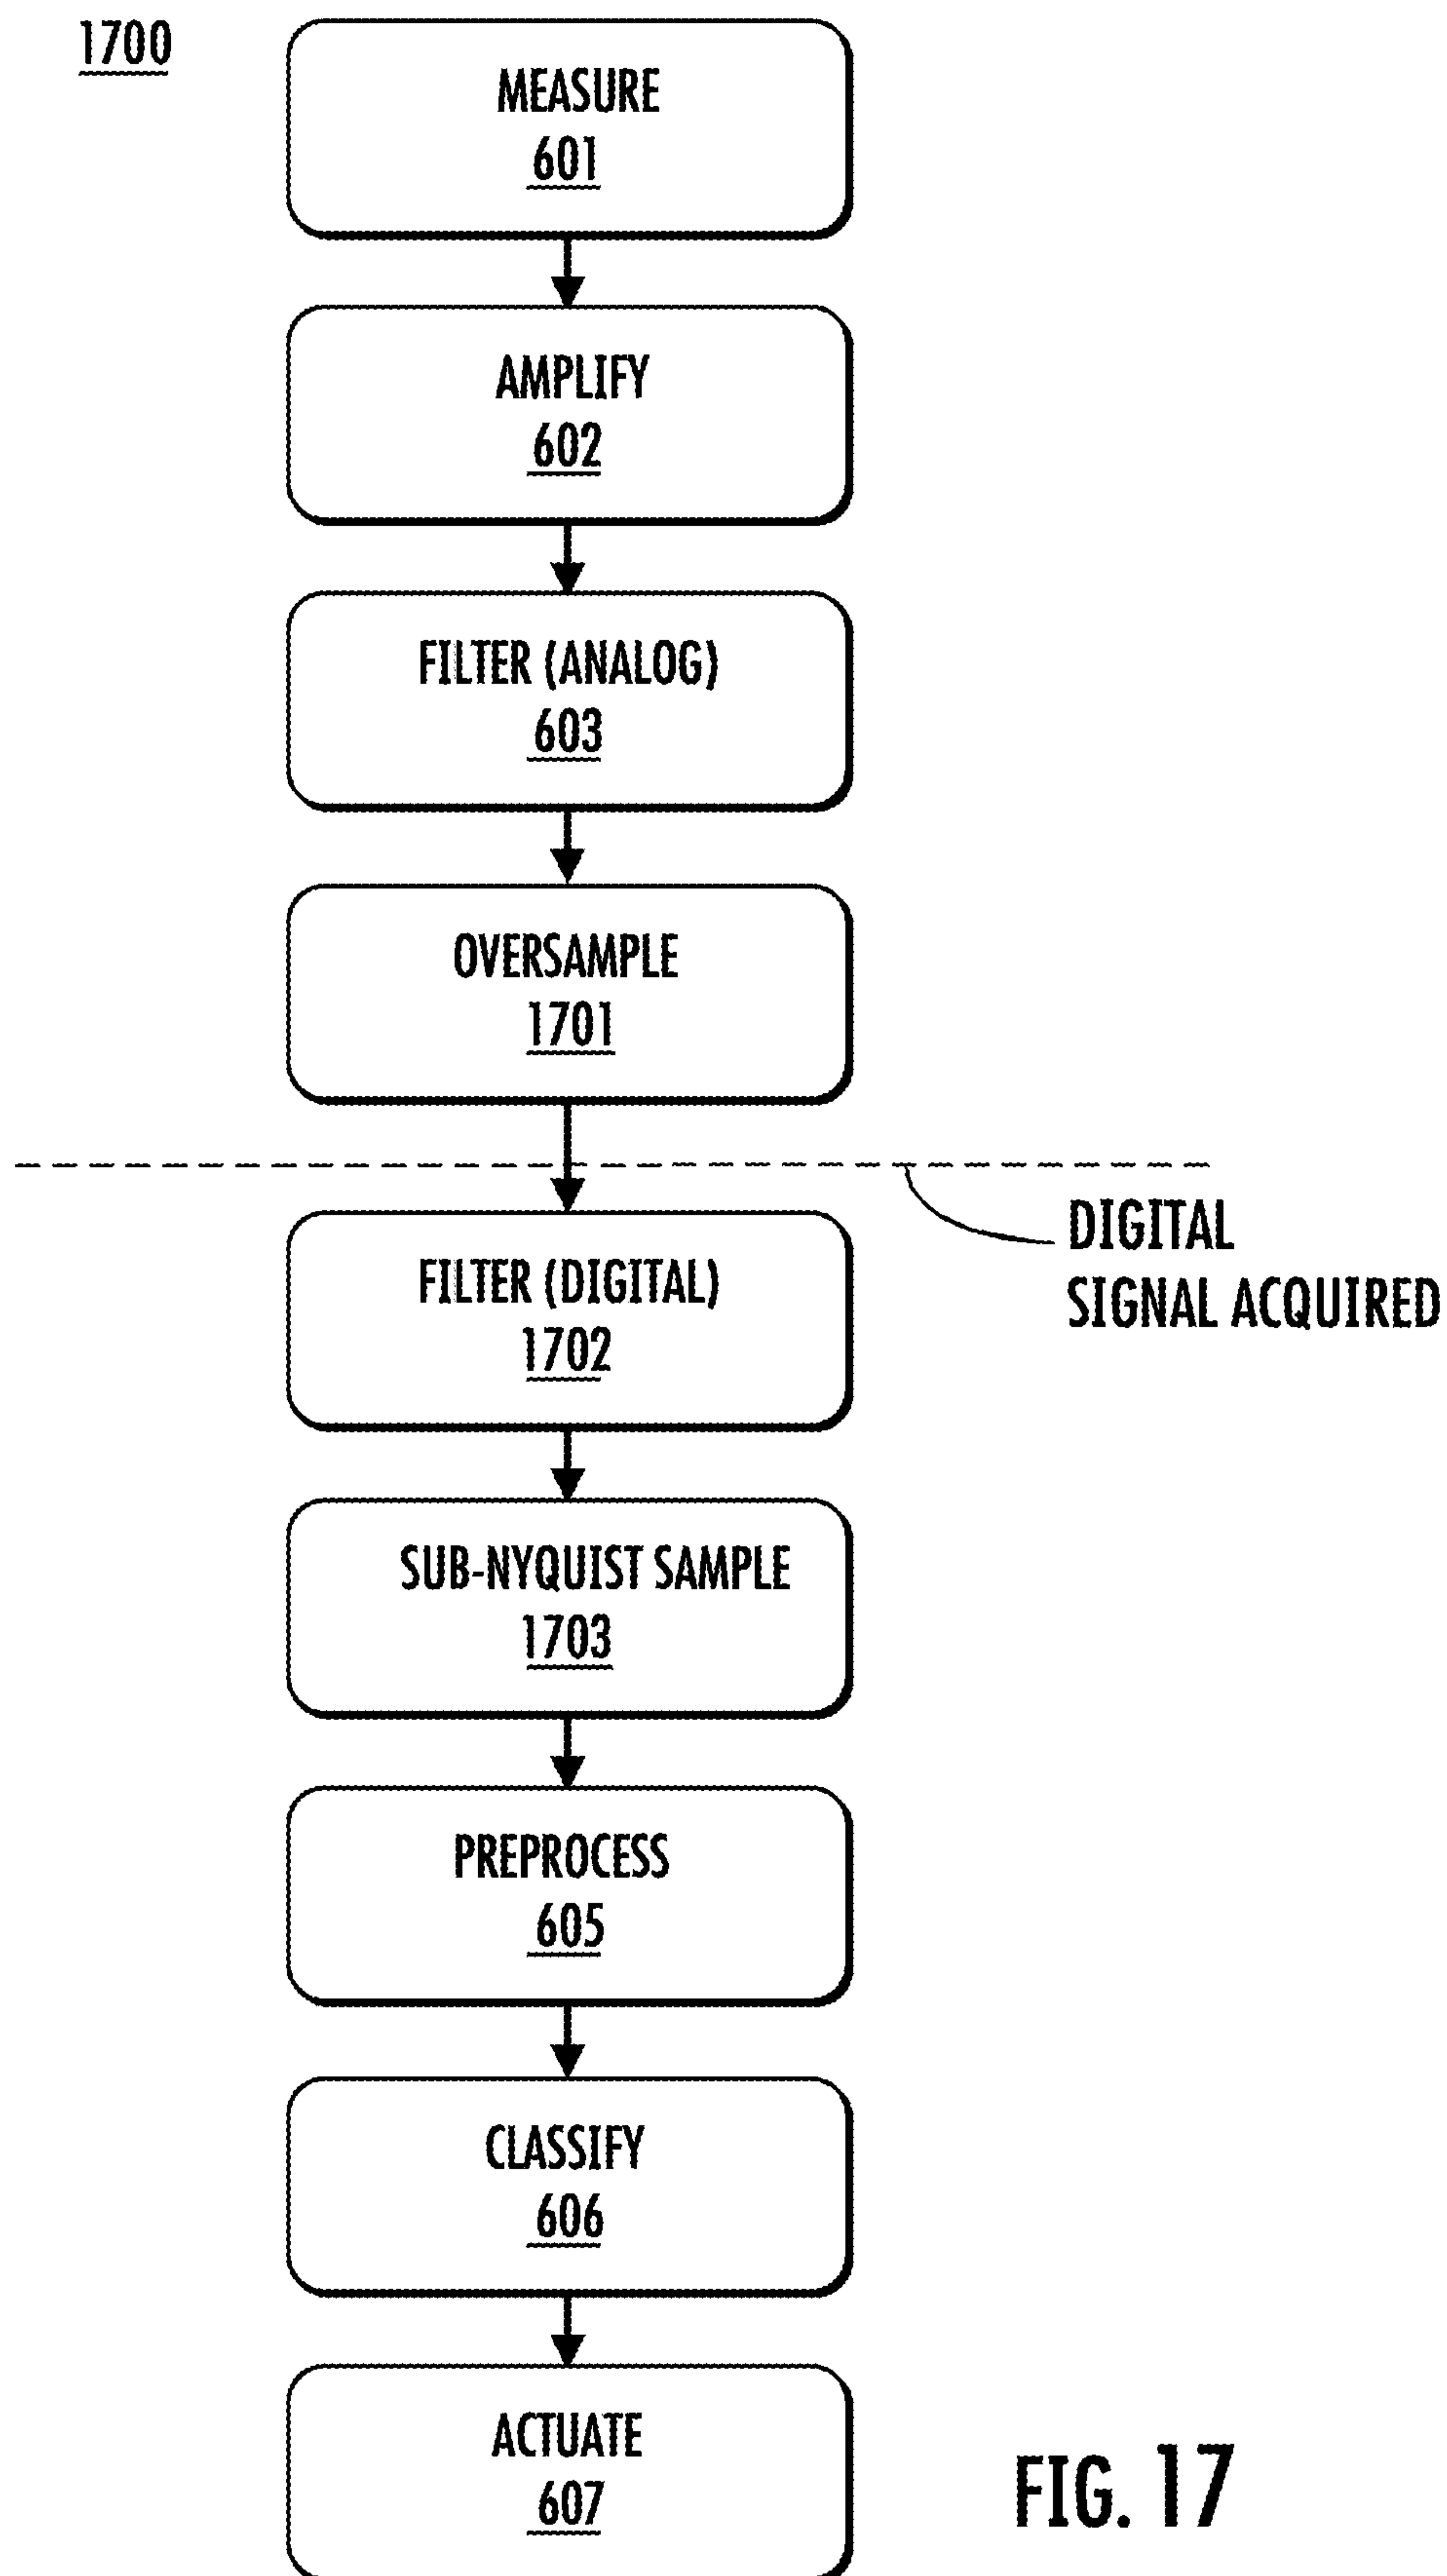 1700
MEASURE
601
AMPLIFY
602
FILTER (ANALOG)
603
OVERSAMPLE
1701
DIGITAL
SIGNAL ACQUIRED
FILTER (DIGITAL)
1702
SUB-NYQUIST SAMPLE
1703
PREPROCESS
605
CLASSIFY
606
ACTUATE
607
FIG. 17